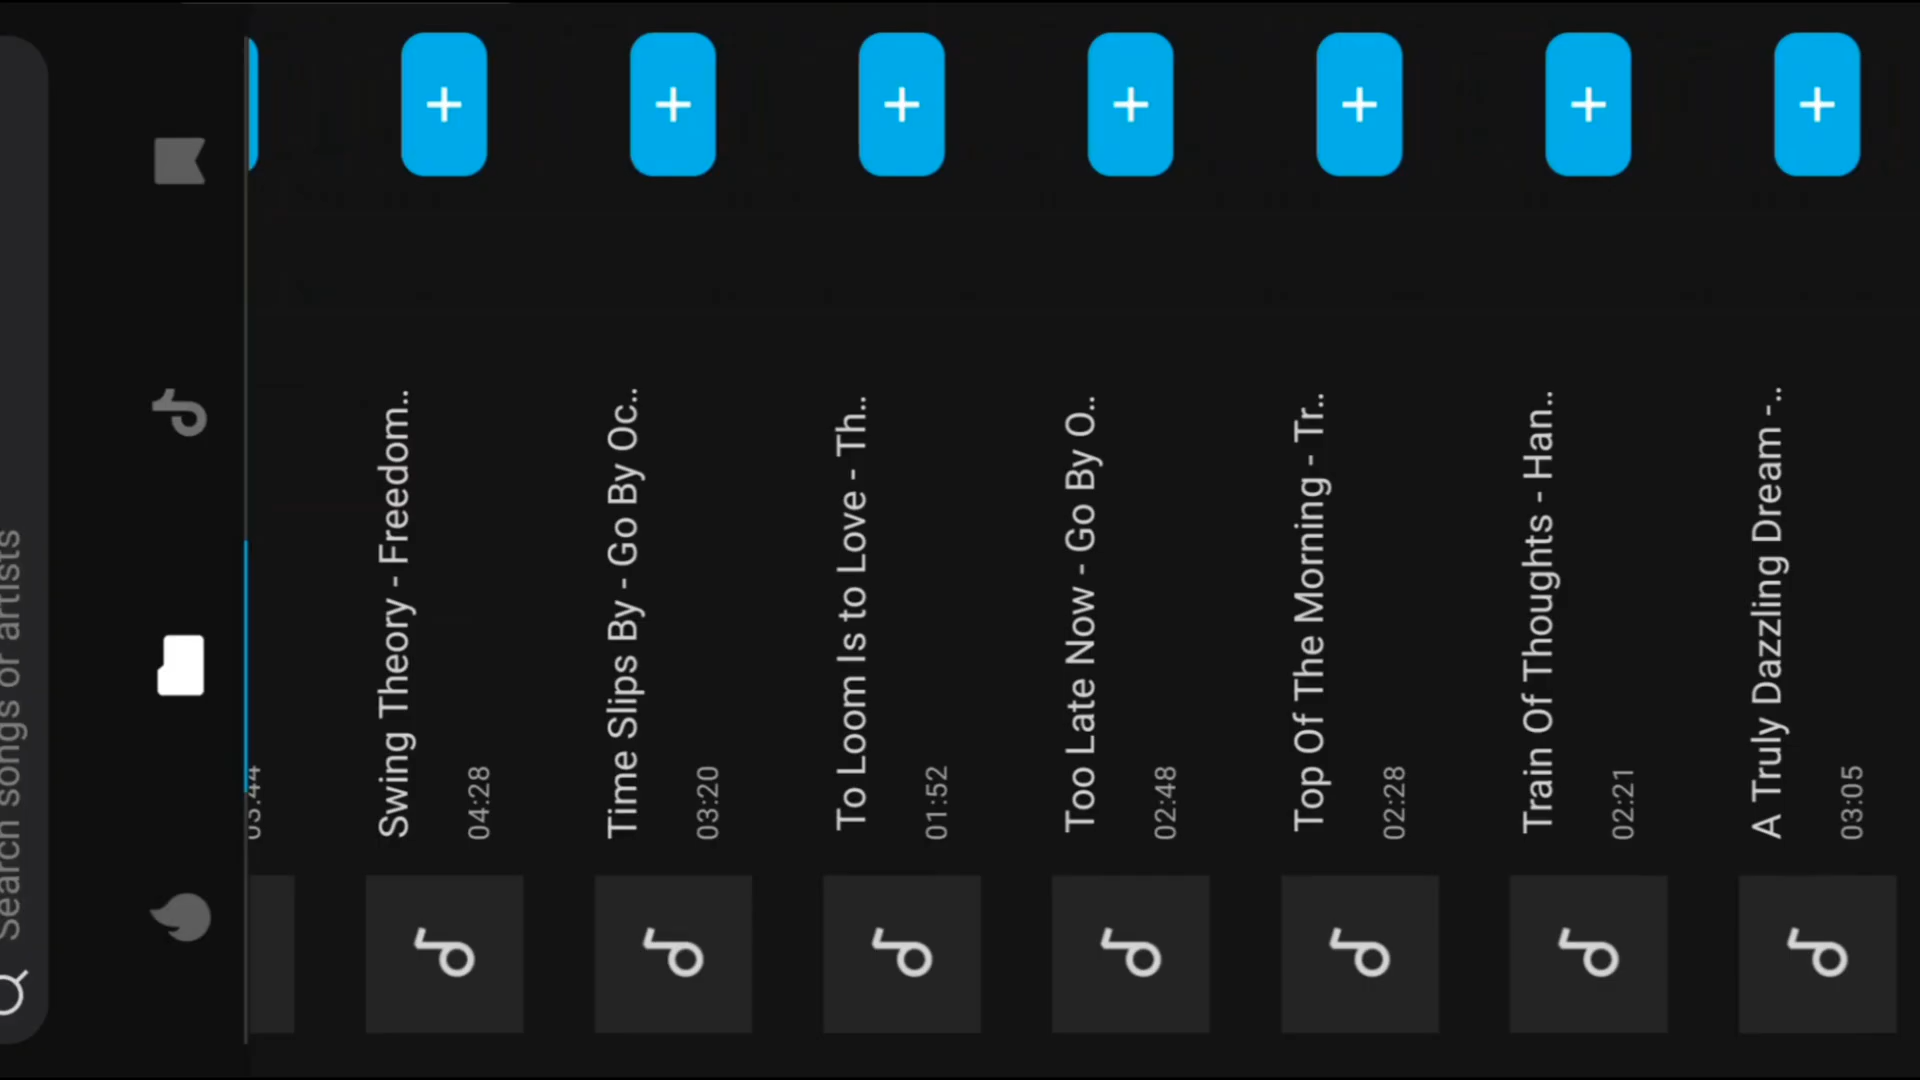 Search songs or artists
03:44
Swing Theory - Freedom..
04:28
Time Slips By - Go By Oc..
03:20
To Loom Is to Love - Th..
01:52
Too Late Now - Go By O..
02:48
Top Of The Morning - Tr..
02:28
Train Of Thoughts - Han..
02:21
A Truly Dazzling Dream -..
03:05